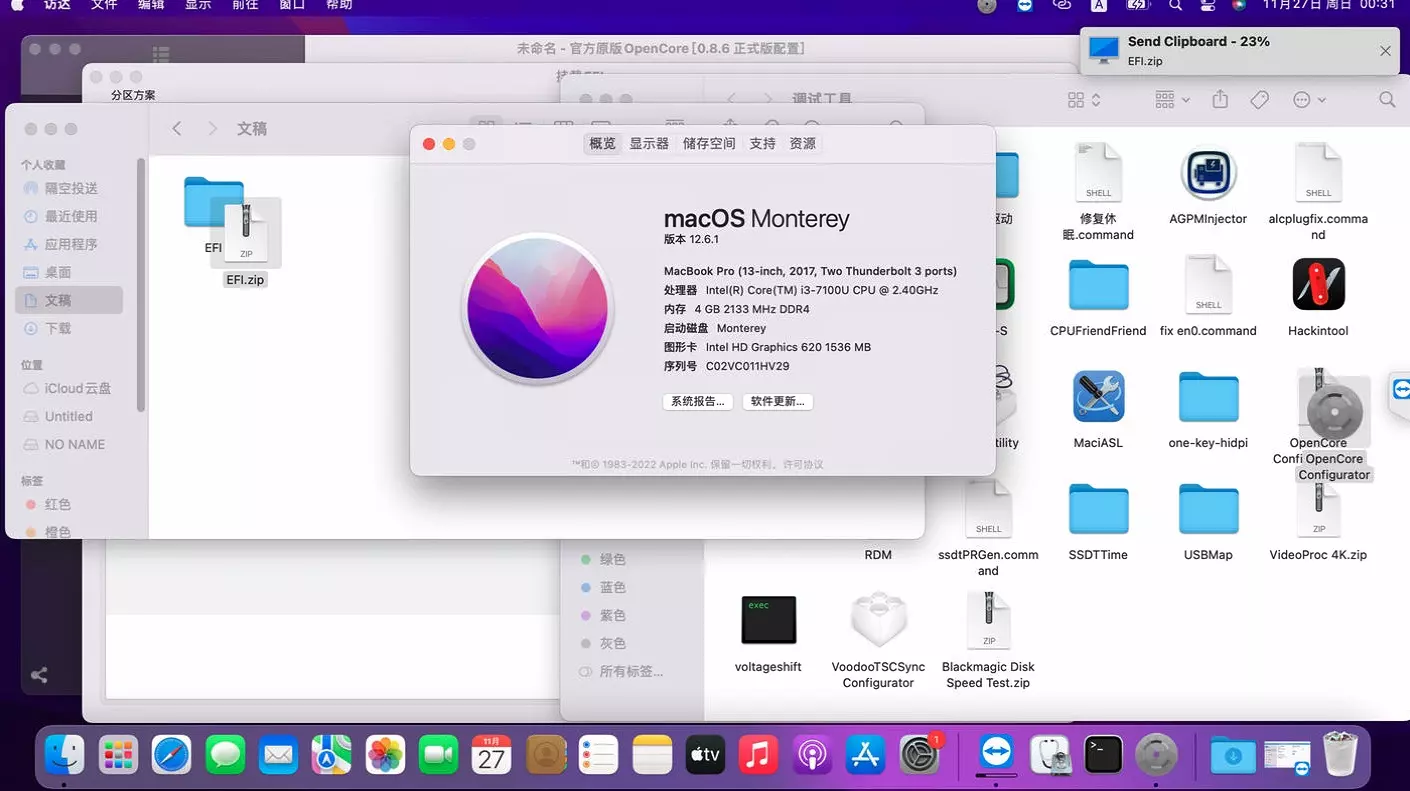 访达 文件 编辑 显示 前往 窗口 帮助
A
11月27日 周日 00:31
未命名 - 官方原版OpenCore[0.8.6 正式版配置]
Send Clipboard - 23%
EFI.zip
分区方案
调试工具
文稿
个人收藏
隔空投送
最近使用
应用程序
桌面
文稿
下载
位置
iCloud云盘
Untitled
NO NAME
标签
红色
橙色
EFI
ZIP
EFI.zip
概览 显示器 储存空间 支持 资源
macOS Monterey
版本 12.6.1
MacBook Pro (13-inch, 2017, Two Thunderbolt 3 ports)
处理器 Intel(R) Core(TM) i3-7100U CPU @ 2.40GHz
内存 4 GB 2133 MHz DDR4
启动磁盘 Monterey
图形卡 Intel HD Graphics 620 1536 MB
序列号 C02VC011HV29
系统报告... 软件更新...
™和© 1983-2022 Apple Inc. 保留一切权利。许可协议
SHELL
SHELL
修复休
眠.command
AGPMInjector
alcplugfix.comma
nd
SHELL
-S
CPUFriendFriend
fix en0.command
Hackintool
tility
MaciASL
one-key-hidpi
OpenCore
Confi OpenCore
Configurator
SHELL
ZIP
RDM
ssdtPRGen.comm
and
SSDTTime
USBMap
VideoProc 4K.zip
绿色
蓝色
紫色
灰色
所有标签...
exec
ZIP
voltageshift
VoodooTSCSync
Configurator
Blackmagic Disk
Speed Test.zip
11月
27
tv
1